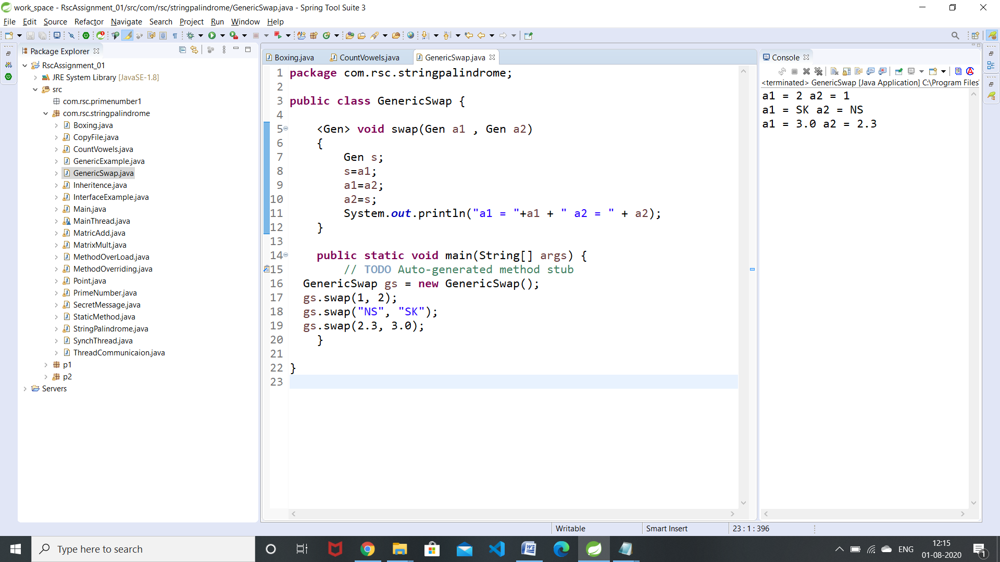 work_space - RscAssignment_01/src/com/rsc/stringpalindrome/GenericSwap.java - Spring Tool Suite 3
File Edit Source Refactor Navigate Search Project Run Window Help
Package Explorer
RscAssignment_01
JRE System Library [JavaSE-1.8]
src
com.rsc.primenumber1
com.rsc.stringpalindrome
Boxing.java
CopyFile.java
CountVowels.java
GenericExample.java
GenericSwap.java
Inheritence.java
InterfaceExample.java
Main.java
MainThread.java
MatricAdd.java
MatrixMult.java
MethodOverLoad.java
MethodOverriding.java
Point.java
PrimeNumber.java
SecretMessage.java
StaticMethod.java
StringPalindrome.java
SynchThread.java
ThreadCommunicaion.java
p1
p2
Servers
Boxing.java CountVowels.java GenericSwap.java
1 package com.rsc.stringpalindrome;
2
3 public class GenericSwap {
4
5 <Gen> void swap(Gen a1 , Gen a2)
6 {
7 Gen s;
8 s=a1;
9 a1=a2;
10 a2=s;
11 System.out.println("a1 = "+a1 + " a2 = " + a2);
12 }
13
14 public static void main(String[] args) {
15 // TODO Auto-generated method stub
16 GenericSwap gs = new GenericSwap();
17 gs.swap(1, 2);
18 gs.swap("NS", "SK");
19 gs.swap(2.3, 3.0);
20 }
21
22 }
23
Console
<terminated> GenericSwap [Java Application] C:\Program Files\
a1 = 2 a2 = 1
a1 = SK a2 = NS
a1 = 3.0 a2 = 2.3
Writable Smart Insert 23 : 1 : 396
Type here to search
ENG
12:15
01-08-2020
1